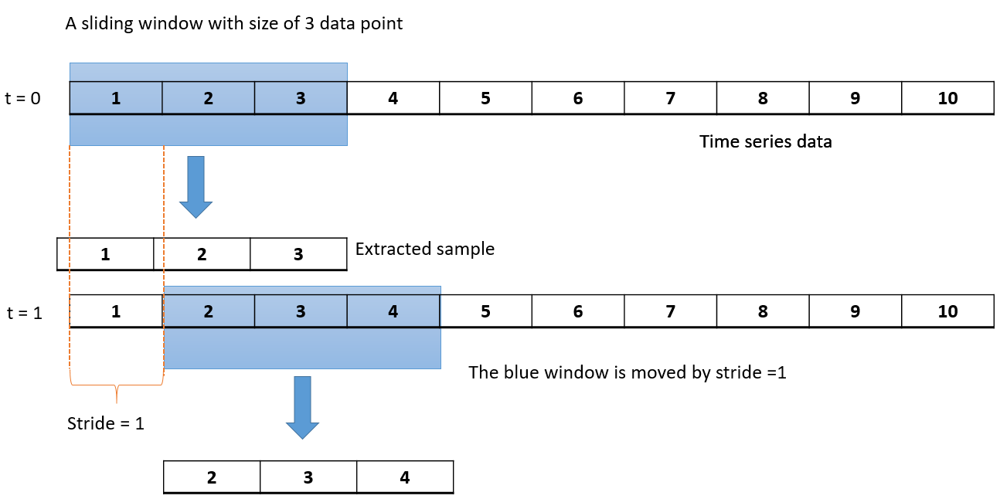 A sliding window with size of 3 data point
t = 0 1 2 3 4 5 6 7 8 9 10
Time series data
1 2 3 Extracted sample
t = 1 1 2 3 4 5 6 7 8 9 10
The blue window is moved by stride =1
Stride = 1
2 3 4